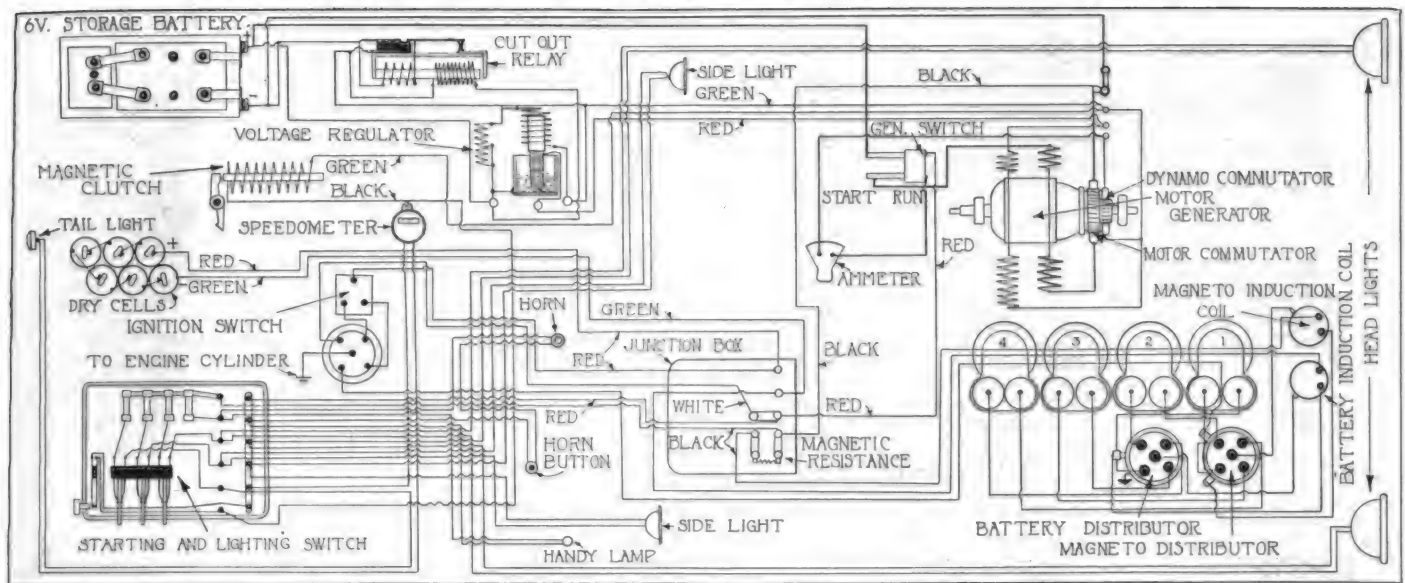 6V. STORAGE BATTERY.
+
-
CUT OUT
RELAY
SIDE LIGHT
GREEN
BLACK
RED
VOLTAGE REGULATOR
GEN. SWITCH
MAGNETIC
CLUTCH
GREEN
BLACK
START RUN
DYNAMO COMMUTATOR
MOTOR
GENERATOR
TAIL LIGHT
SPEEDOMETER
+
RED
GREEN
DRY CELLS
RED
AMMETER
MOTOR COMMUTATOR
IGNITION SWITCH
HORN
GREEN
MAGNETO INDUCTION
COIL
TO ENGINE CYLINDER
RED
JUNCTION BOX
BLACK
4
3
2
1
BATTERY INDUCTION COIL
HEAD LIGHTS
RED
WHITE
RED
HORN
BUTTON
BLACK
MAGNETIC
RESISTANCE
STARTING AND LIGHTING SWITCH
SIDE LIGHT
HANDY LAMP
BATTERY DISTRIBUTOR
MAGNETO DISTRIBUTOR